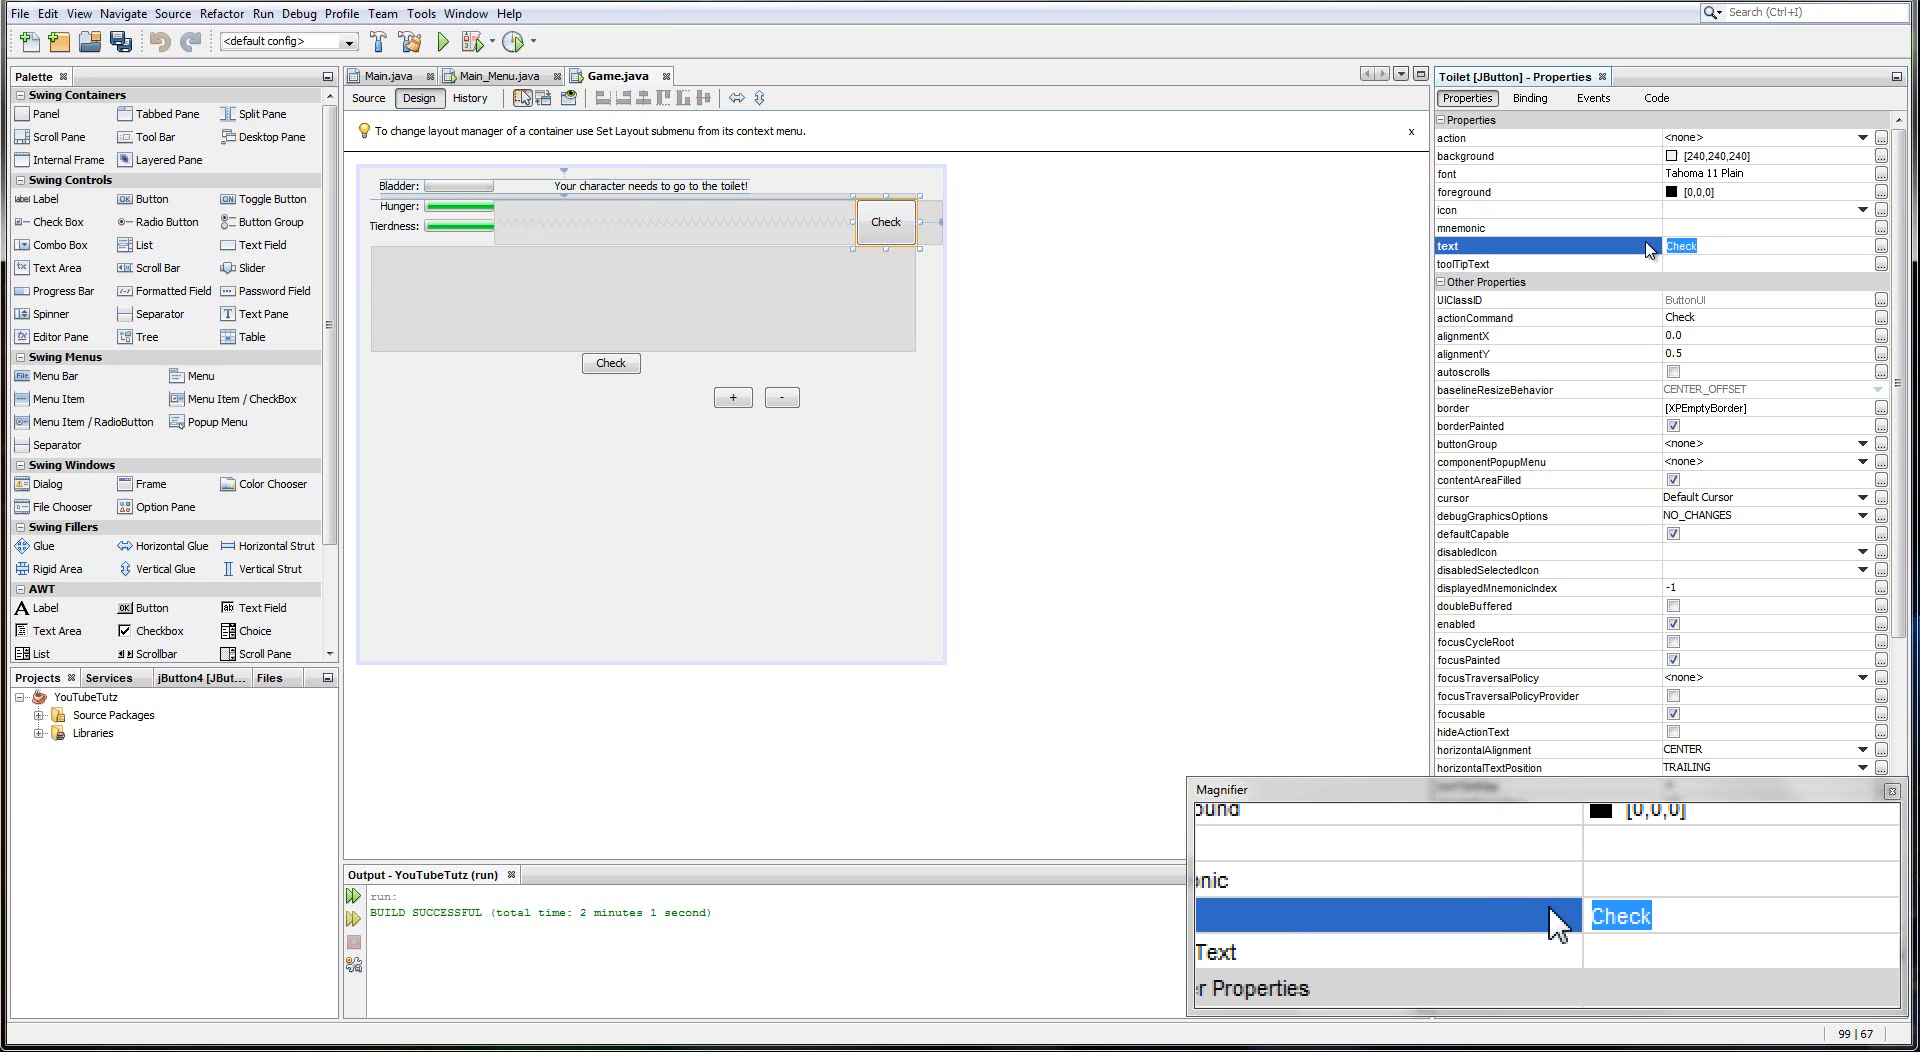 File Edit View Navigate Source Refactor Run Debug Profile Team Tools Window Help
Search (Ctrl+I)
<default config>
Palette
Swing Containers
Panel Tabbed Pane Split Pane
Scroll Pane Tool Bar Desktop Pane
Internal Frame Layered Pane
Swing Controls
label Label OK Button ON Toggle Button
Check Box Radio Button Button Group
Combo Box List Text Field
Text Area Scroll Bar Slider
Progress Bar Formatted Field Password Field
Spinner Separator Text Pane
Editor Pane Tree Table
Swing Menus
Menu Bar Menu
Menu Item Menu Item / CheckBox
Menu Item / RadioButton Popup Menu
Separator
Swing Windows
Dialog Frame Color Chooser
File Chooser Option Pane
Swing Fillers
Glue Horizontal Glue Horizontal Strut
Rigid Area Vertical Glue Vertical Strut
AWT
Label Button Text Field
Text Area Checkbox Choice
List Scrollbar Scroll Pane
Projects Services jButton4 [JBut... Files
YouTubeTutz
Source Packages
Libraries
Main.java Main_Menu.java Game.java
Source Design History
To change layout manager of a container use Set Layout submenu from its context menu. x
Bladder: Your character needs to go to the toilet!
Hunger:
Tierdness:
Check
Check
+ -
Output - YouTubeTutz (run)
run:
BUILD SUCCESSFUL (total time: 2 minutes 1 second)
Toilet [JButton] - Properties
Properties Binding Events Code
Properties
action <none>
background [240,240,240]
font Tahoma 11 Plain
foreground [0,0,0]
icon
mnemonic
text Check
toolTipText
Other Properties
UIClassID ButtonUI
actionCommand Check
alignmentX 0.0
alignmentY 0.5
autoscrolls
baselineResizeBehavior CENTER_OFFSET
border [XPEmptyBorder]
borderPainted
buttonGroup <none>
componentPopupMenu <none>
contentAreaFilled
cursor Default Cursor
debugGraphicsOptions NO_CHANGES
defaultCapable
disabledIcon
disabledSelectedIcon
displayedMnemonicIndex -1
doubleBuffered
enabled
focusCycleRoot
focusPainted
focusTraversalPolicy <none>
focusTraversalPolicyProvider
focusable
hideActionText
horizontalAlignment CENTER
horizontalTextPosition TRAILING
Magnifier
ound [0,0,0]
onic
Check
Text
r Properties
99 | 67